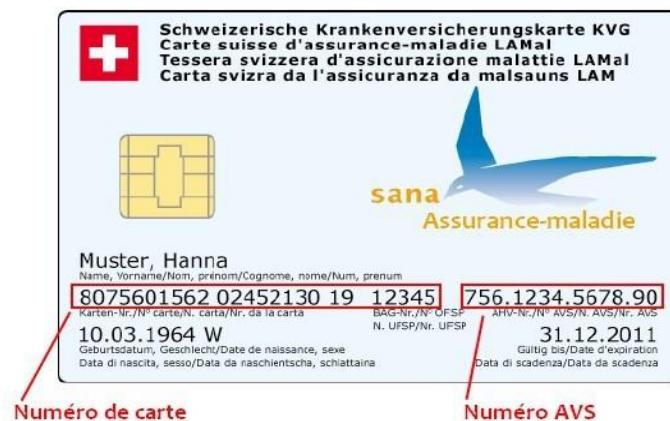 Schweizerische Krankenversicherungskarte KVG
Carte suisse d'assurance-maladie LAMal
Tessera svizzera d'assicurazione malattie LAMal
Carta svizra da l'assicuranza da malsauns LAM
sana
Assurance-maladie
Muster, Hanna
Name, Vorname/Nom, prénom/Cognome, nome/Num, prenum
8075601562 02452130 19 12345 756.1234.5678.90
Karten-Nr./N° carte/N. carta/Nr. da la carta BAG-Nr./N° OFSP AHV-Nr./N° AVS/N. AVS/Nr. AVS
N. UFSP/Nr. UFSP
10.03.1964 W 31.12.2011
Geburtsdatum, Geschlecht/Date de naissance, sexe Gültig bis/Date d'expiration
Data di nascita, sesso/Data da naschientscha, schlattaina Data di scadenza/Data da scadenza
Numéro de carte Numéro AVS